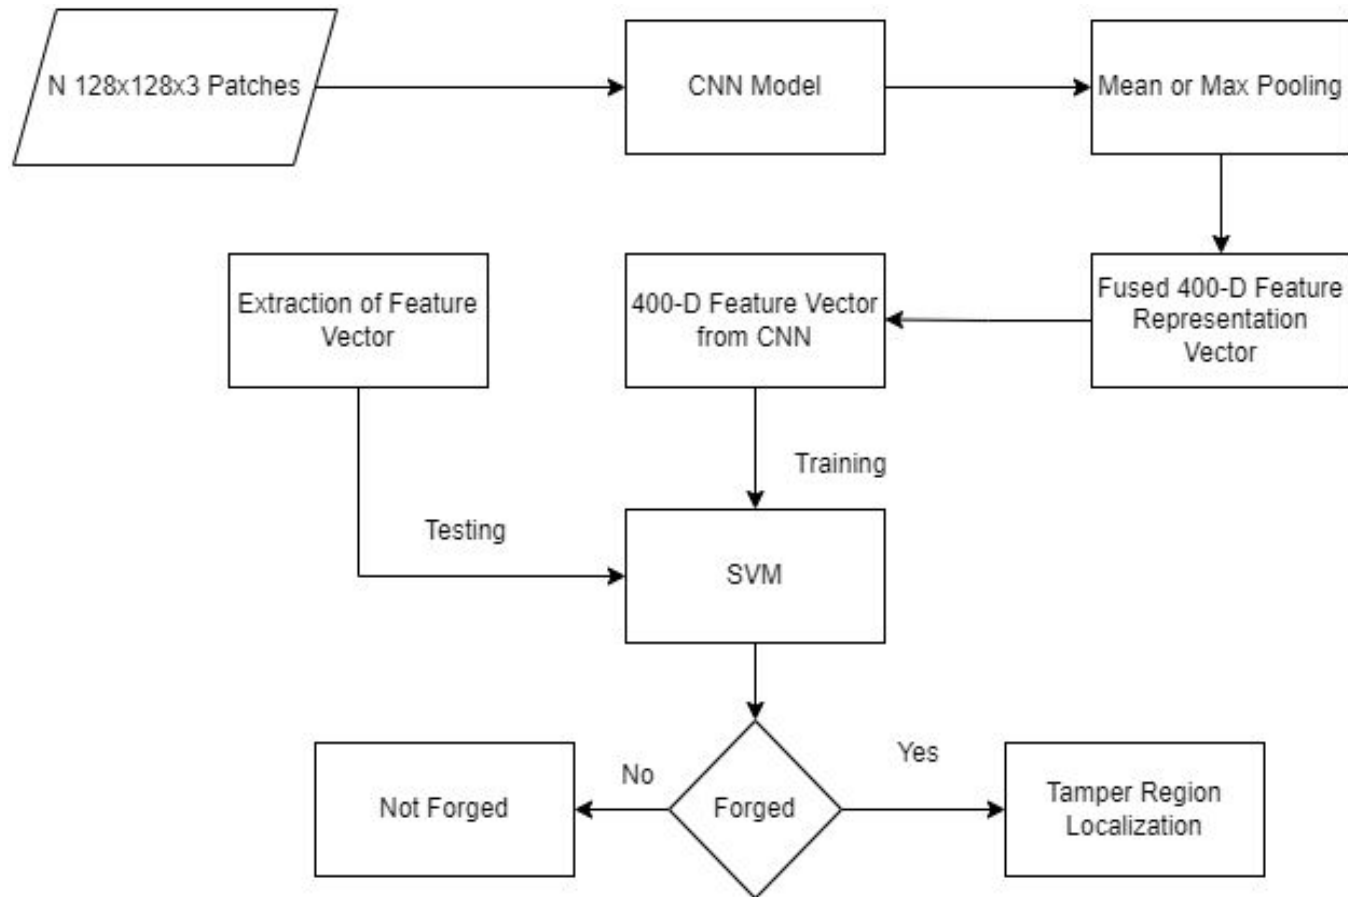 N 128x128x3 Patches
CNN Model
Mean or Max Pooling
Extraction of Feature
Vector
400-D Feature Vector
from CNN
Fused 400-D Feature
Representation
Vector
Training
Testing
SVM
Not Forged
No
Forged
Yes
Tamper Region
Localization